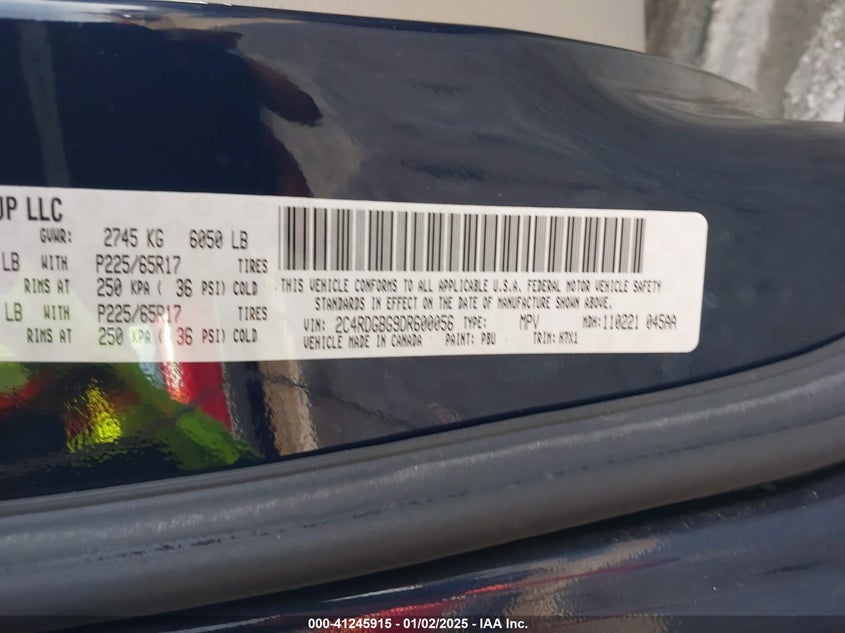 UP LLC
GVWR: 2745 KG 6050 LB
LB WITH P225/65R17 TIRES
RIMS AT 250 KPA ( 36 PSI) COLD
LB WITH P225/65R17 TIRES
RIMS AT 250 KPA ( 36 PSI) COLD
THIS VEHICLE CONFORMS TO ALL APPLICABLE U.S.A. FEDERAL MOTOR VEHICLE SAFETY
STANDARDS IN EFFECT ON THE DATE OF MANUFACTURE SHOWN ABOVE.
VIN: 2C4RDGBG9DR600056 TYPE: MPV MDH:110221 045AA
VEHICLE MADE IN CANADA PAINT: PBU TRIM:H7X1
000-41245915 - 01/02/2025 - IAA Inc.